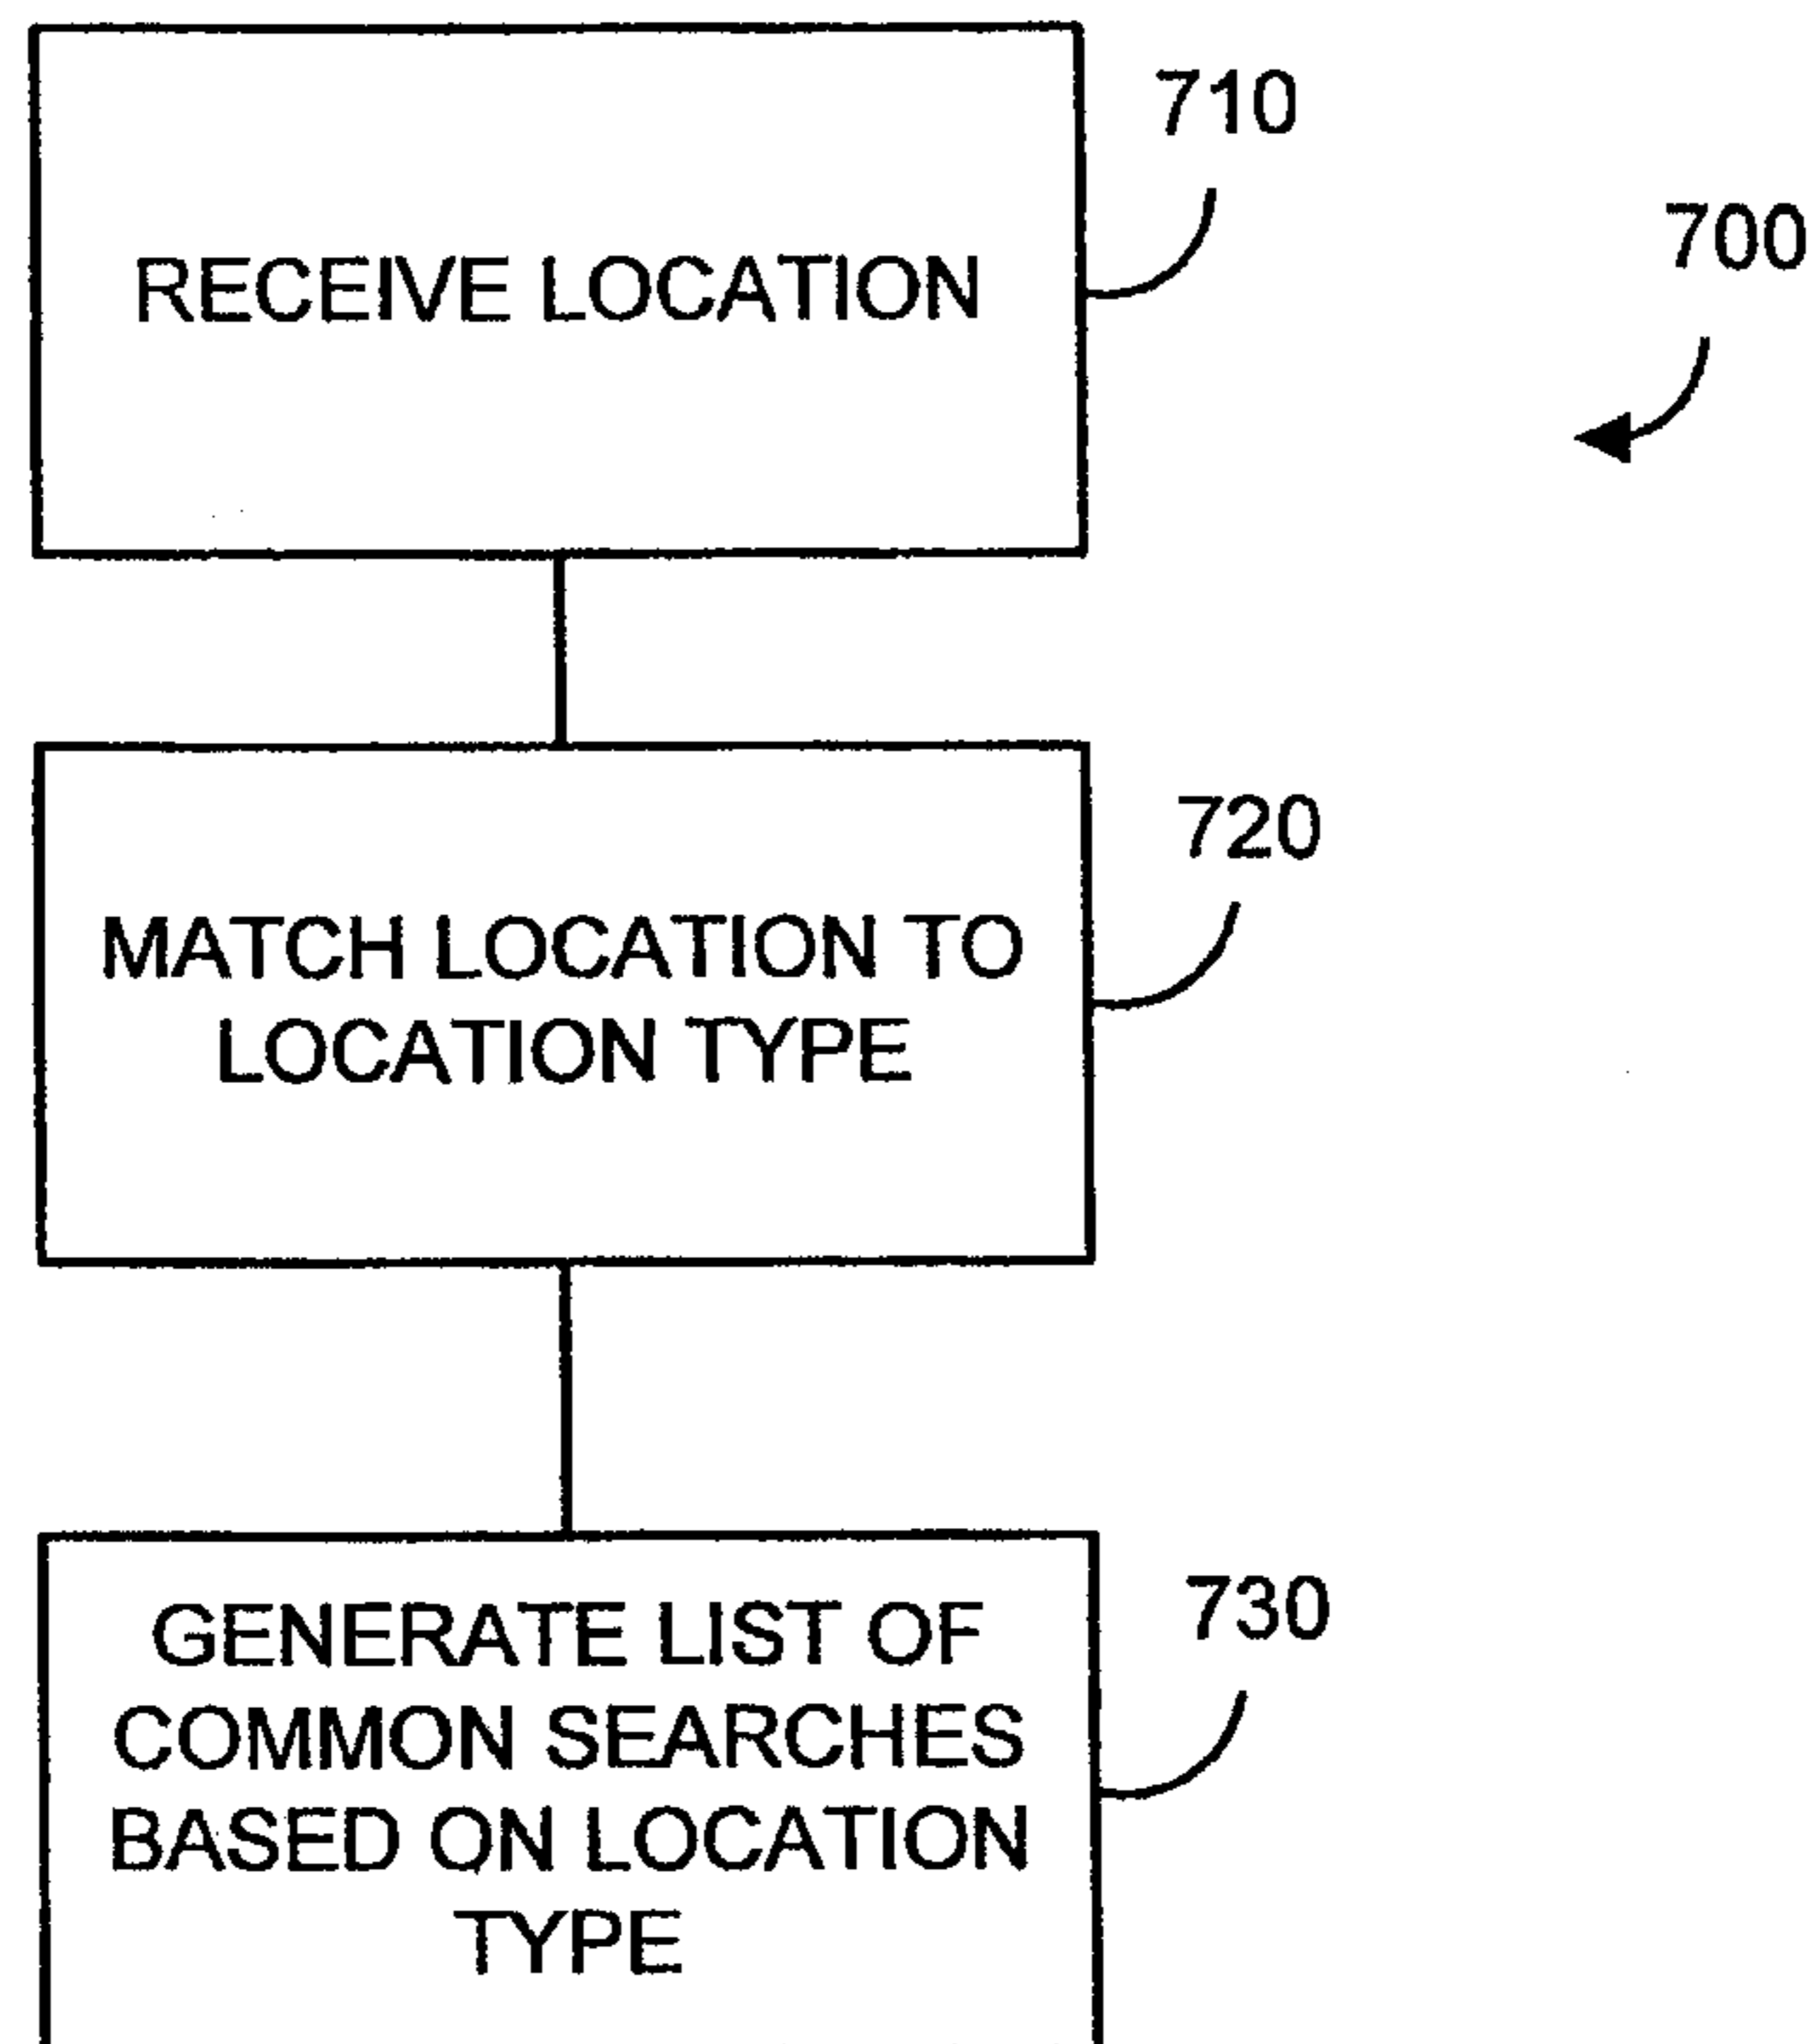 710
700
RECEIVE LOCATION
720
MATCH LOCATION TO
LOCATION TYPE
730
GENERATE LIST OF
COMMON SEARCHES
BASED ON LOCATION
TYPE